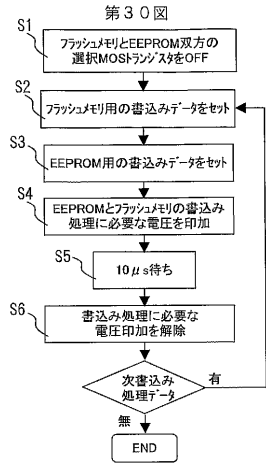 第30図
S1
フラッシュメモリとEEPROM双方の
選択MOSトランジスタをOFF
S2
フラッシュメモリ用の書込みデータをセット
S3
EEPROM用の書込みデータをセット
S4
EEPROMとフラッシュメモリの書込み
処理に必要な電圧を印加
S5
10μs待ち
S6
書込み処理に必要な
電圧印加を解除
次書込み
処理データ
有
無
END